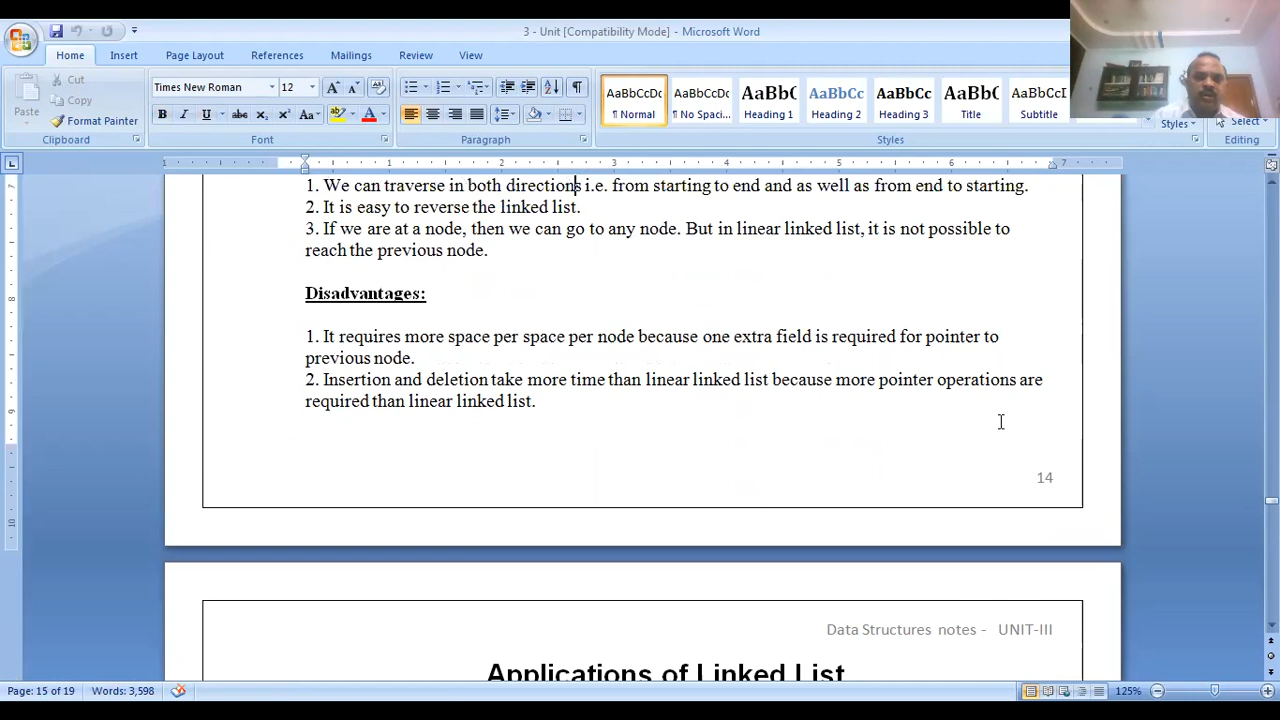 3 - Unit [Compatibility Mode] - Microsoft Word
Home Insert Page Layout References Mailings Review View
Paste
Cut
Copy
Format Painter
Clipboard
Times New Roman 12
Font
Paragraph
AaBbCcDc AaBbCcDc AaBbC AaBbCc AaBbCc AaBbC AaBbCcI
¶ Normal ¶ No Spaci... Heading 1 Heading 2 Heading 3 Title Subtitle
Styles
Styles
Select
Editing
1 1 2 3 4 5 6 7
1. We can traverse in both directions i.e. from starting to end and as well as from end to starting.
2. It is easy to reverse the linked list.
3. If we are at a node, then we can go to any node. But in linear linked list, it is not possible to
reach the previous node.
Disadvantages:
1. It requires more space per space per node because one extra field is required for pointer to
previous node.
2. Insertion and deletion take more time than linear linked list because more pointer operations are
required than linear linked list.
14
Data Structures notes - UNIT-III
Applications of Linked List
Page: 15 of 19 Words: 3,598 125%